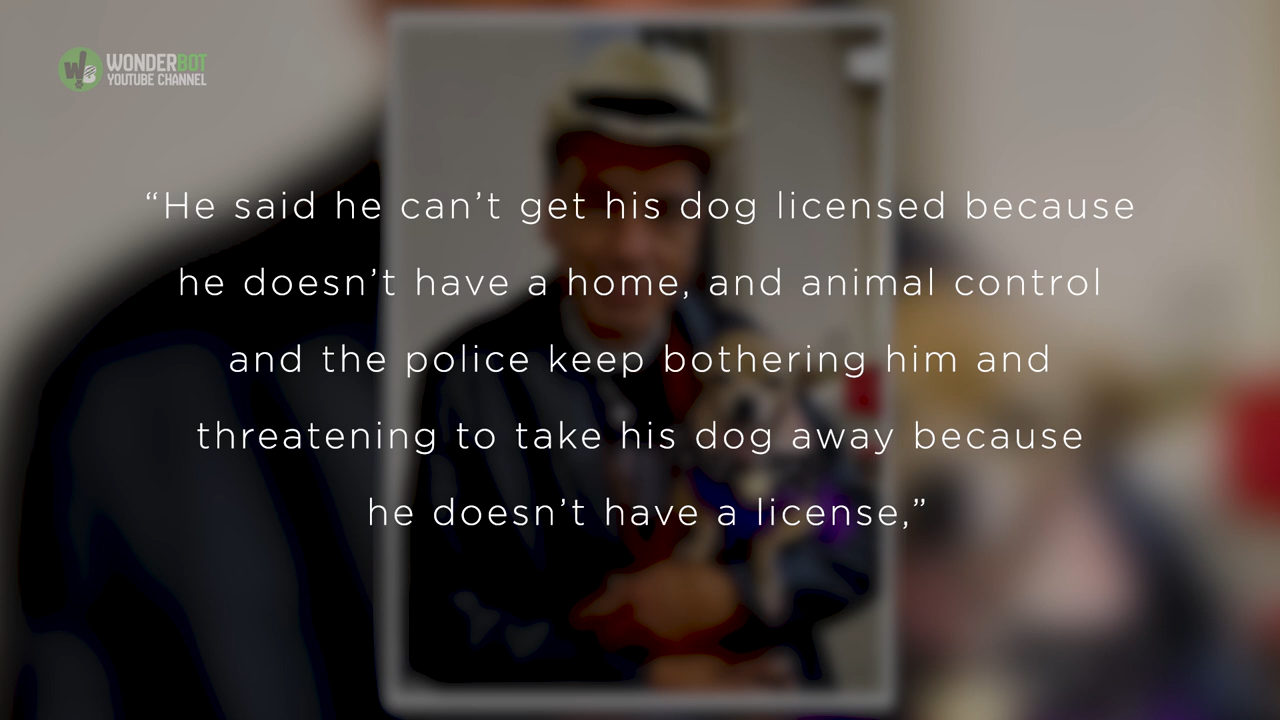 WONDERBOT
YOUTUBE CHANNEL
“He said he can’t get his dog licensed because
he doesn’t have a home, and animal control
and the police keep bothering him and
threatening to take his dog away because
he doesn’t have a license,”